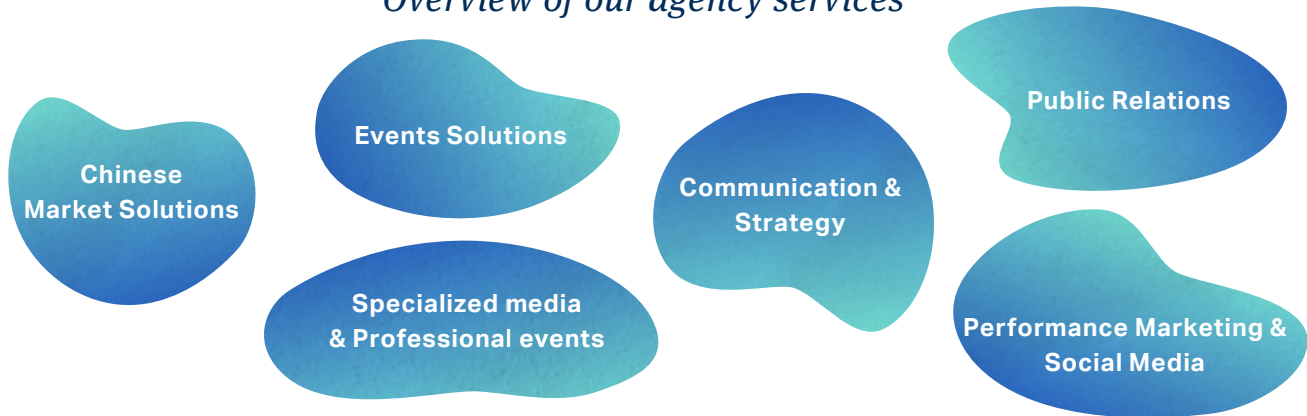 Overview of our agency services
Chinese
Market Solutions
Events Solutions
Specialized media
& Professional events
Communication &
Strategy
Public Relations
Performance Marketing &
Social Media